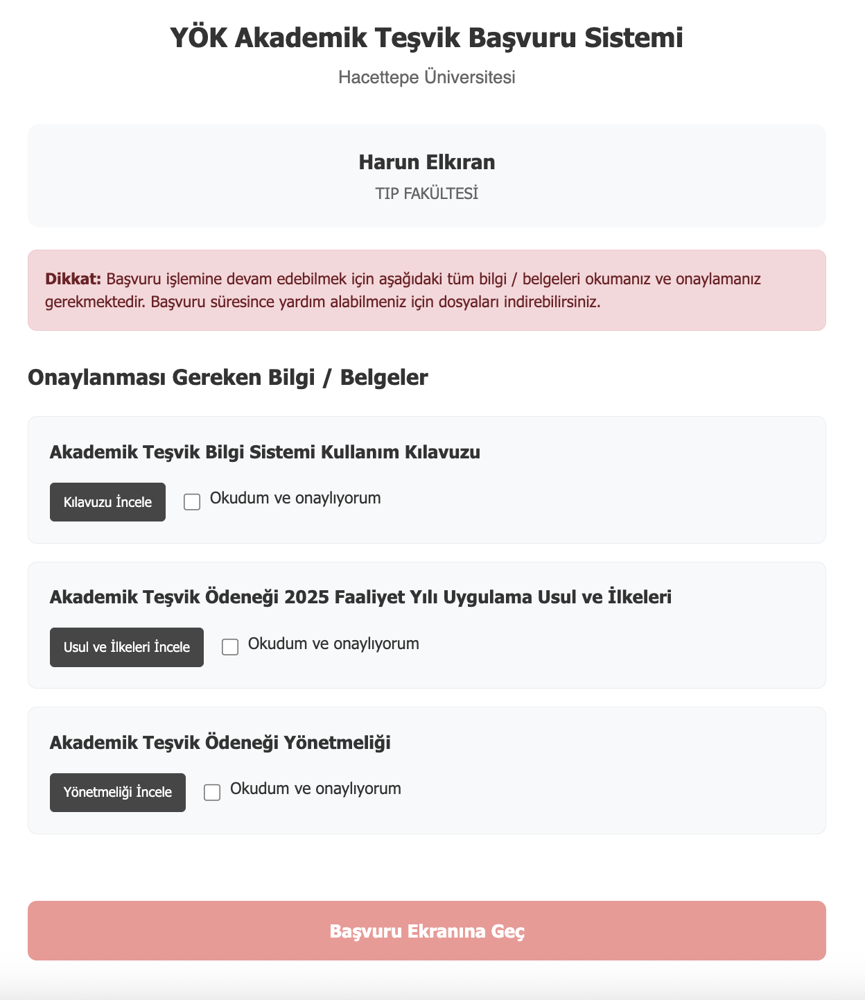 YÖK Akademik Teşvik Başvuru Sistemi
Hacettepe Üniversitesi
Harun Elkıran
TIP FAKÜLTESİ
Dikkat: Başvuru işlemine devam edebilmek için aşağıdaki tüm bilgi / belgeleri okumanız ve onaylamanız
gerekmektedir. Başvuru süresince yardım alabilmeniz için dosyaları indirebilirsiniz.
Onaylanması Gereken Bilgi / Belgeler
Akademik Teşvik Bilgi Sistemi Kullanım Kılavuzu
Kılavuzu İncele Okudum ve onaylıyorum
Akademik Teşvik Ödeneği 2025 Faaliyet Yılı Uygulama Usul ve İlkeleri
Usul ve İlkeleri İncele Okudum ve onaylıyorum
Akademik Teşvik Ödeneği Yönetmeliği
Yönetmeliği İncele Okudum ve onaylıyorum
Başvuru Ekranına Geç